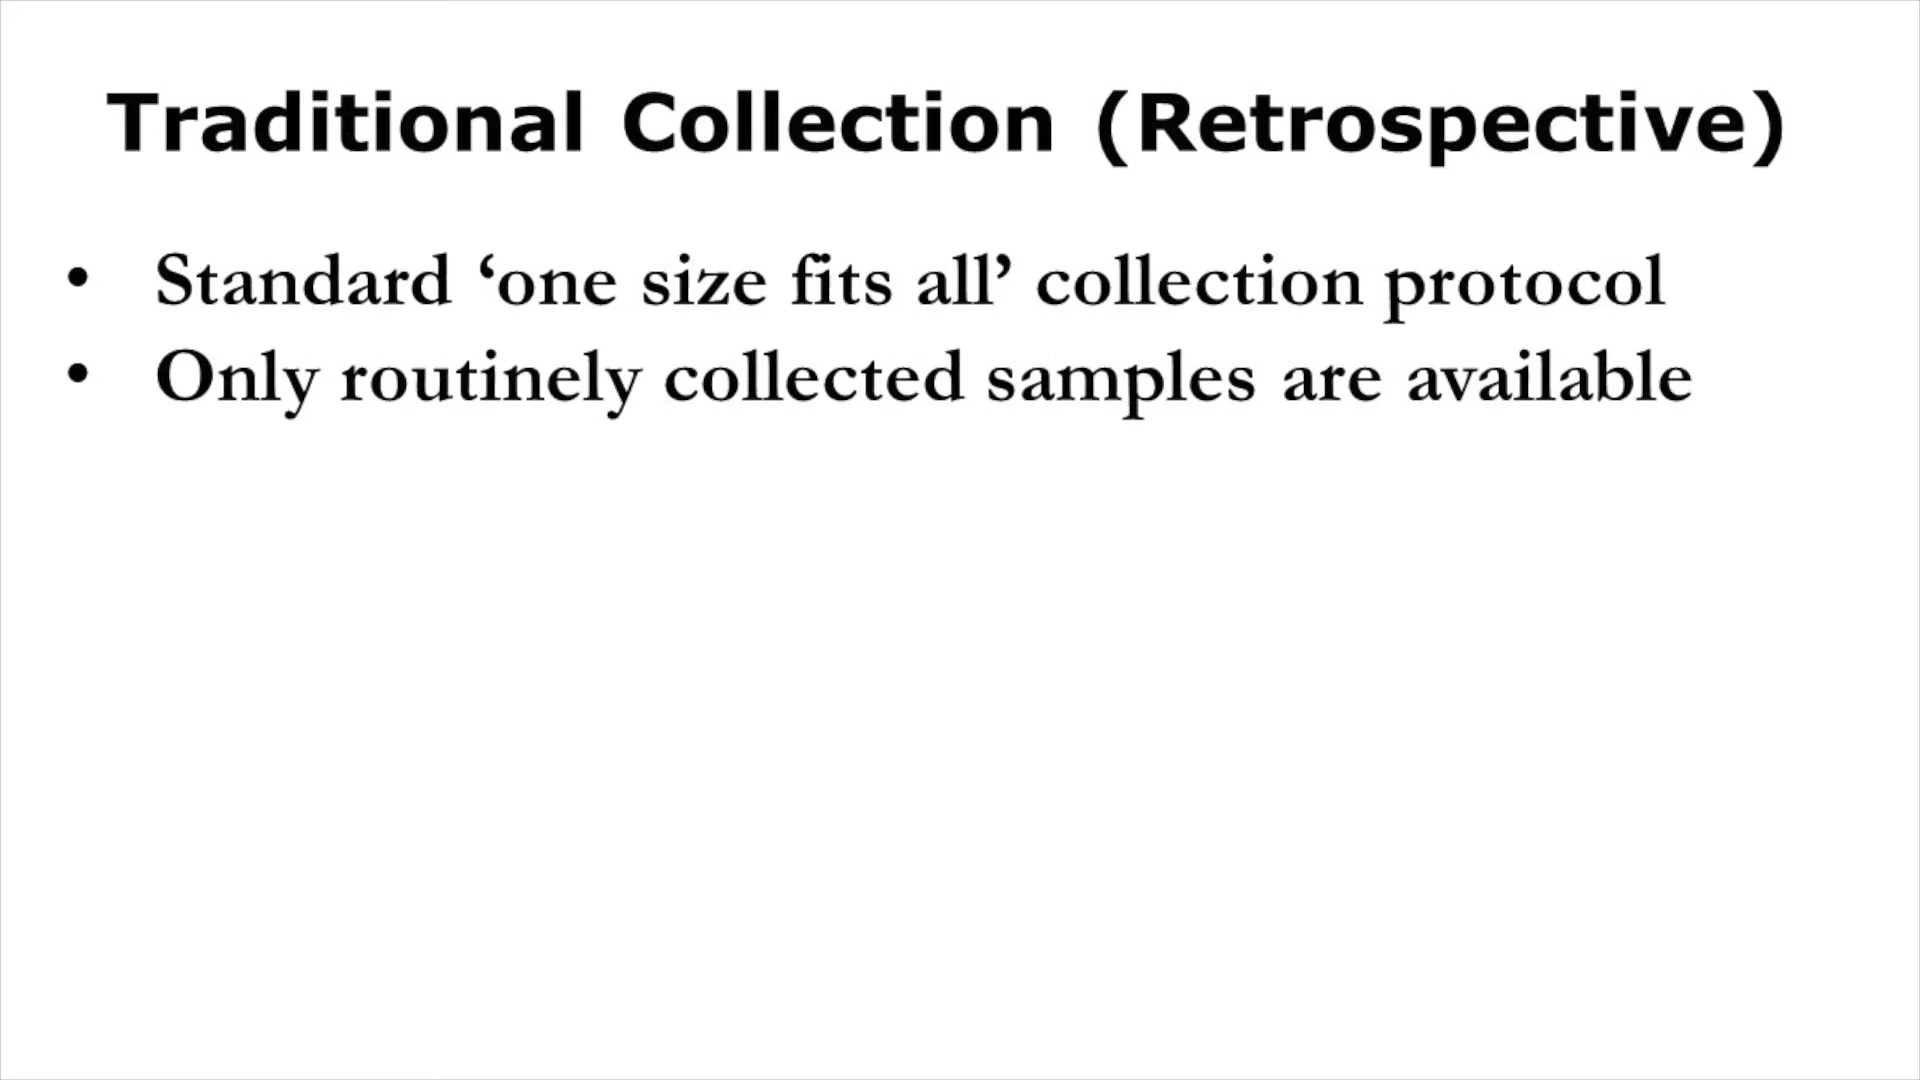 Traditional Collection (Retrospective)
• Standard ‘one size fits all’ collection protocol
• Only routinely collected samples are available